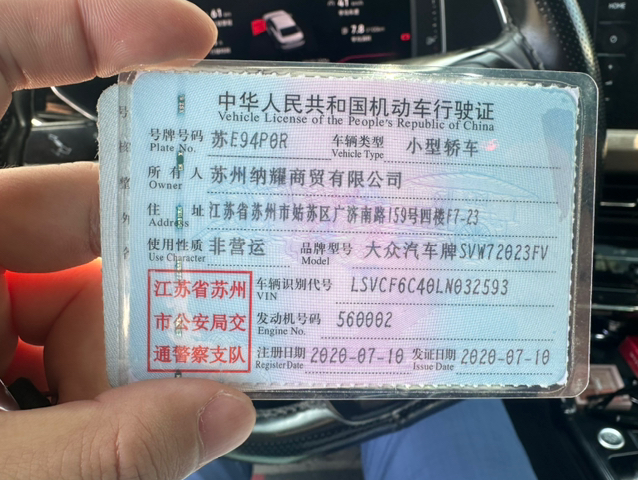 中华人民共和国机动车行驶证
Vehicle License of the People's Republic of China
号牌号码 苏E94P0R 车辆类型 小型轿车
Plate No. Vehicle Type
所有人 苏州纳耀商贸有限公司
Owner
住址 江苏省苏州市姑苏区广济南路159号四楼F7-23
Address
使用性质 非营运 品牌型号 大众汽车牌SVW72023FV
Use Character Model
江苏省苏州 车辆识别代号 LSVCF6C40LN032593
VIN
市公安局交 发动机号码 560002
Engine No.
通警察支队 注册日期 2020-07-10 发证日期 2020-07-10
Register Date Issue Date